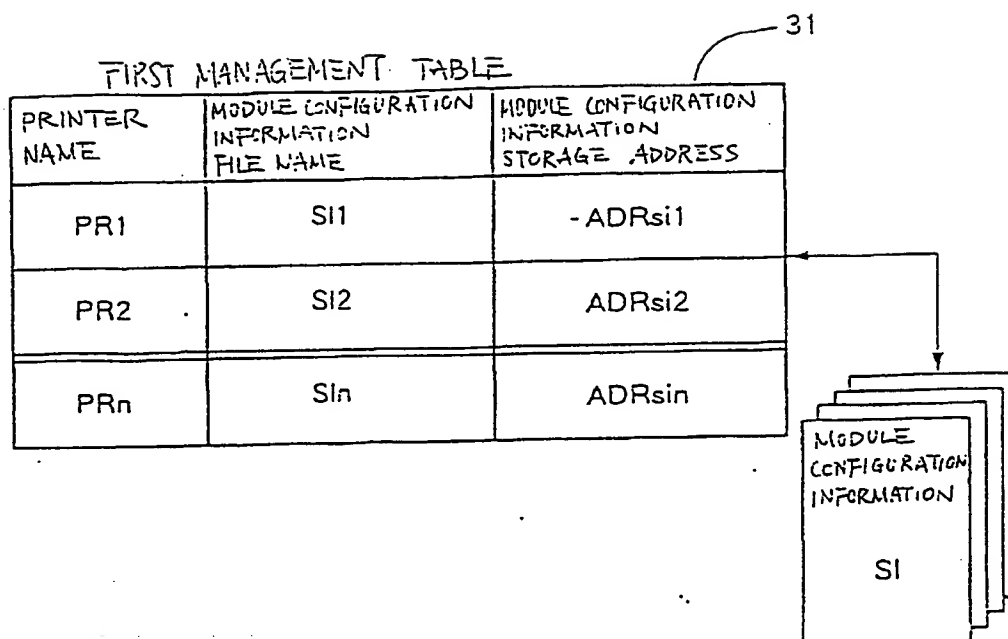 31
FIRST MANAGEMENT TABLE
PRINTER
NAME
MODULE CONFIGURATION
INFORMATION
FILE NAME
MODULE CONFIGURATION
INFORMATION
STORAGE ADDRESS
PR1
SI1
-ADRsi1
PR2
SI2
ADRsi2
PRn
SIn
ADRsin
MODULE
CONFIGURATION
INFORMATION
SI